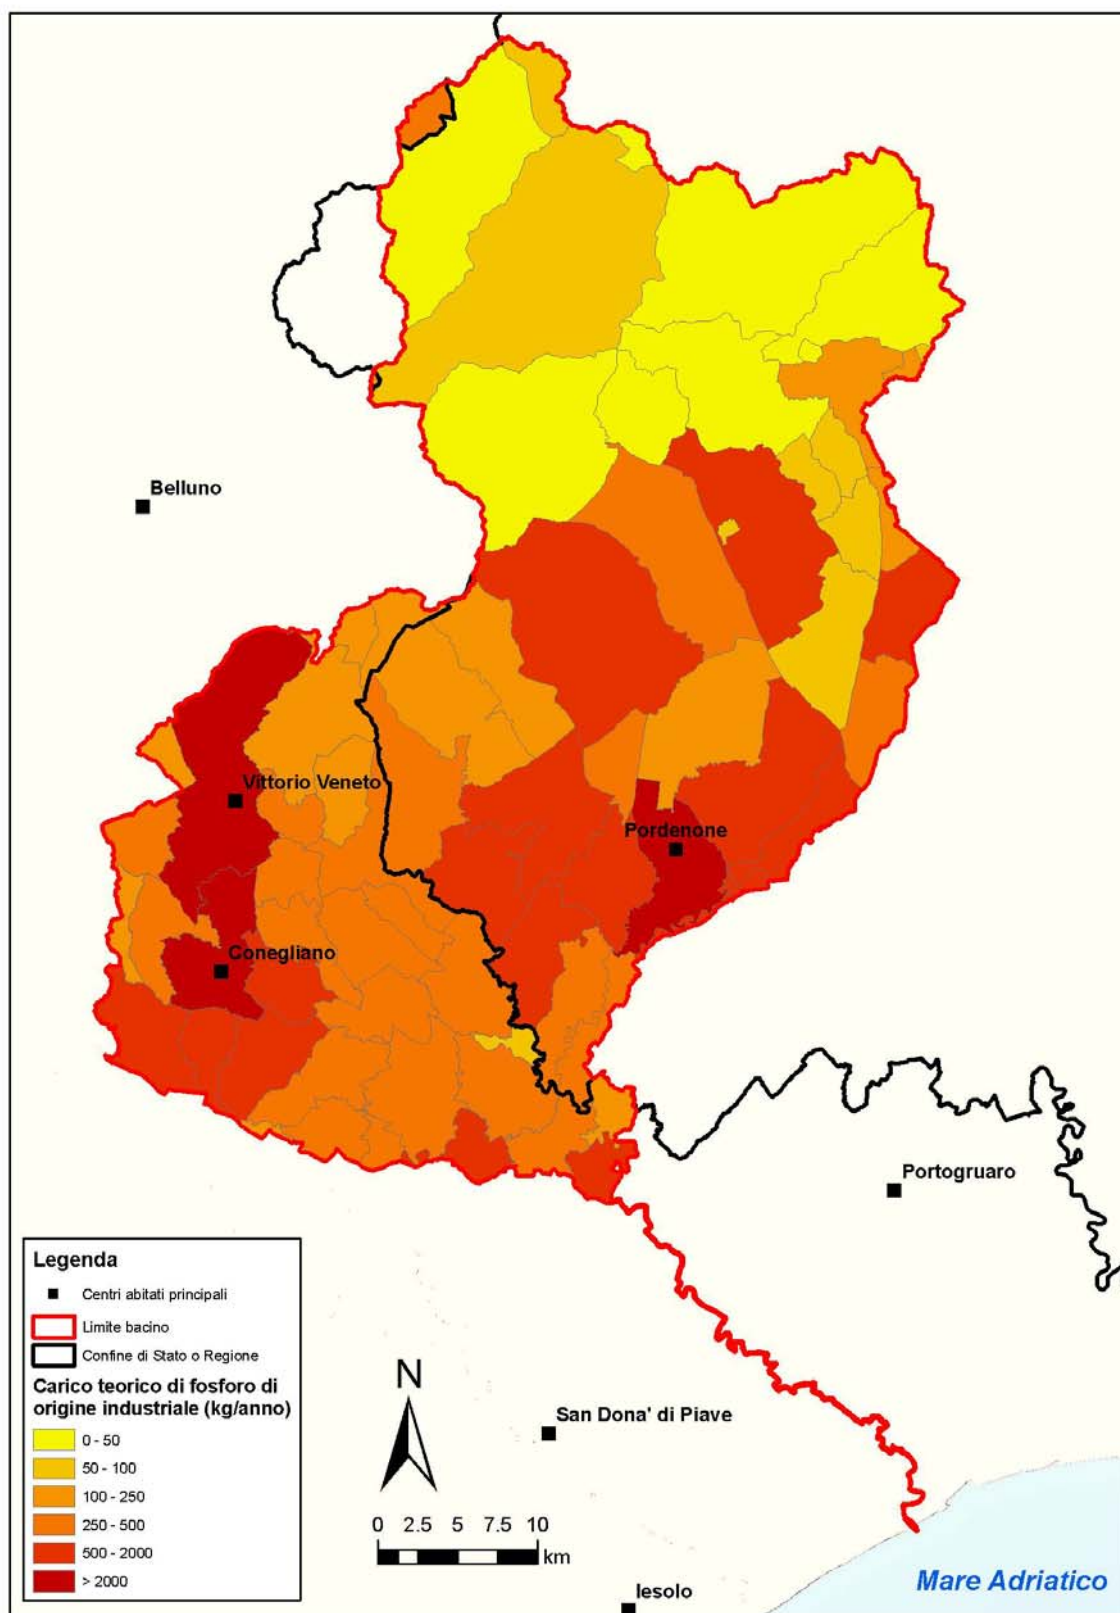 Belluno
Vittorio Veneto
Pordenone
Conegliano
Portogruaro
Legenda
Centri abitati principali
Limite bacino
Confine di Stato o Regione
Carico teorico di fosforo di
origine industriale (kg/anno)
0 - 50
50 - 100
100 - 250
250 - 500
500 - 2000
> 2000
N
0 2.5 5 7.5 10
km
San Dona' di Piave
Iesolo
Mare Adriatico